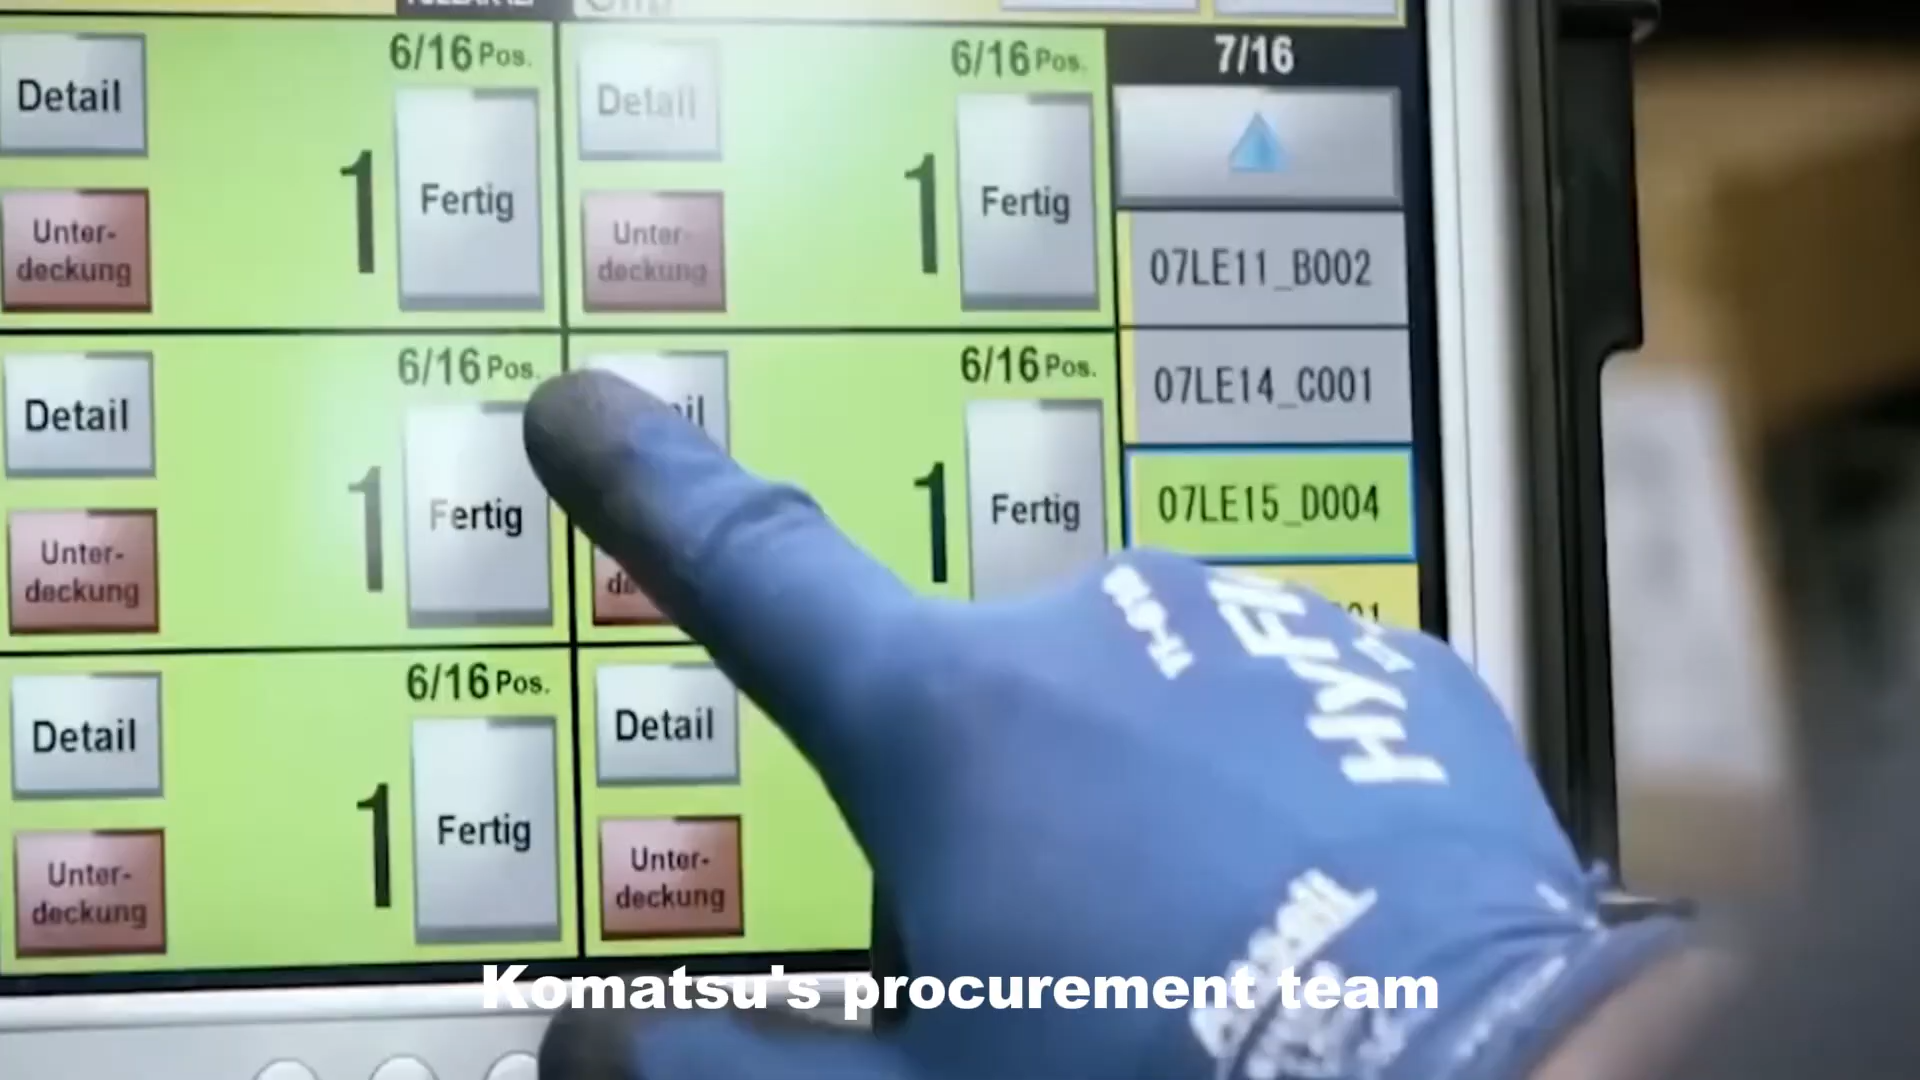 6/16 Pos.
Detail
1
Fertig
Unter-
deckung
6/16 Pos.
Detail
1
Fertig
Unter-
deckung
7/16
07LE11_B002
07LE14_C001
07LE15_D004
6/16 Pos.
Detail
1
Fertig
Unter-
deckung
6/16 Pos.
1
Fertig
6/16 Pos.
Detail
1
Fertig
Unter-
deckung
Detail
Unter-
deckung
Komatsu's procurement team